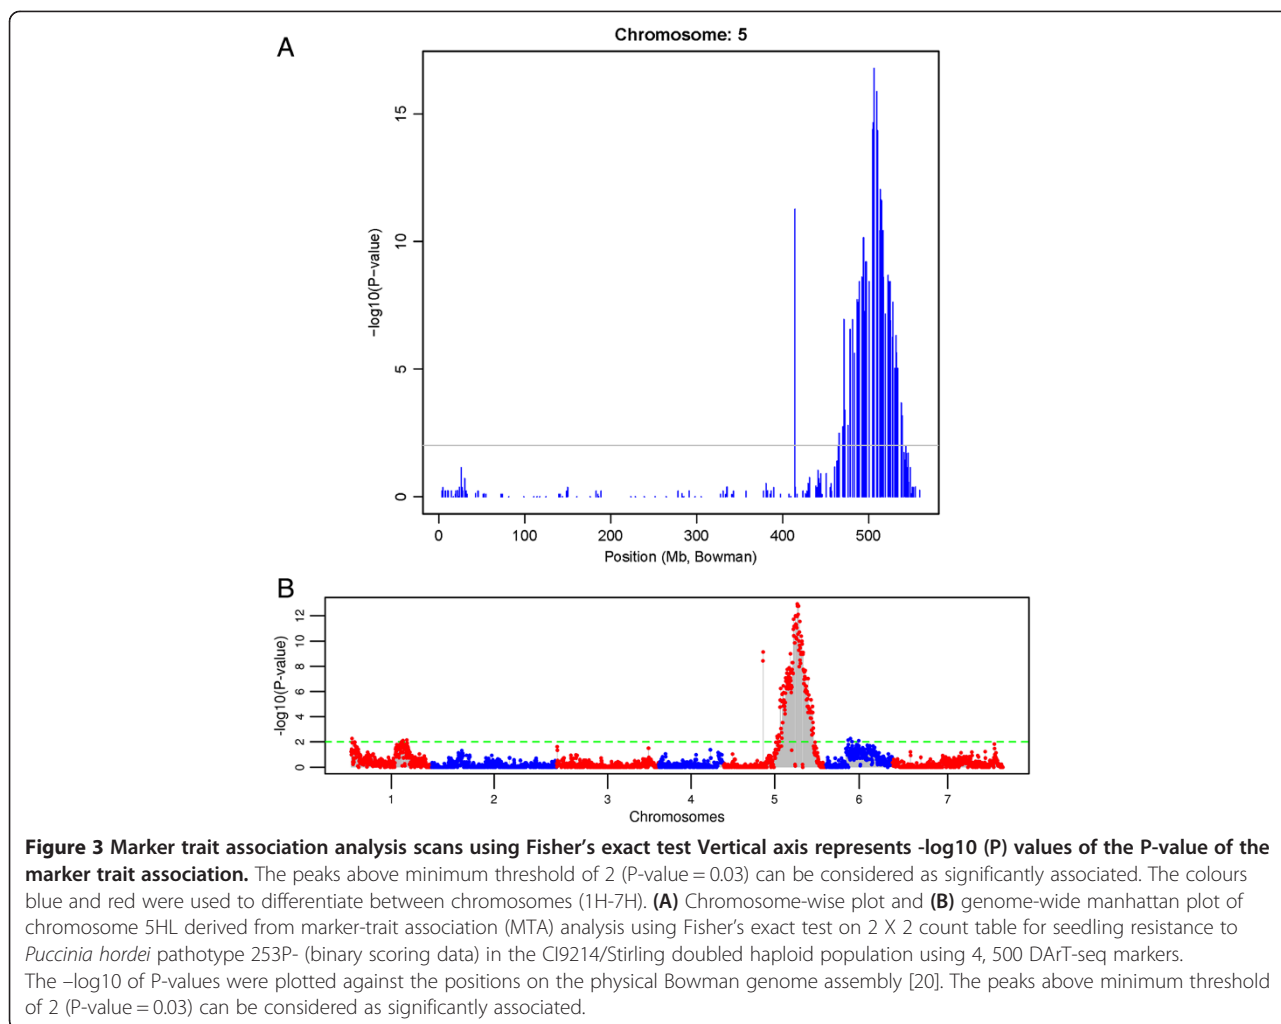 A
Chromosome: 5
-log10(P-value)
15
10
5
0
0 100 200 300 400 500
Position (Mb, Bowman)
B
-log10(P-value)
12
10
8
6
4
2
0
1 2 3 4 5 6 7
Chromosomes
Figure 3 Marker trait association analysis scans using Fisher's exact test Vertical axis represents -log10 (P) values of the P-value of the
marker trait association. The peaks above minimum threshold of 2 (P-value = 0.03) can be considered as significantly associated. The colours
blue and red were used to differentiate between chromosomes (1H-7H). (A) Chromosome-wise plot and (B) genome-wide manhattan plot of
chromosome 5HL derived from marker-trait association (MTA) analysis using Fisher's exact test on 2 X 2 count table for seedling resistance to
Puccinia hordei pathotype 253P- (binary scoring data) in the CI9214/Stirling doubled haploid population using 4, 500 DArT-seq markers.
The –log10 of P-values were plotted against the positions on the physical Bowman genome assembly [20]. The peaks above minimum threshold
of 2 (P-value = 0.03) can be considered as significantly associated.